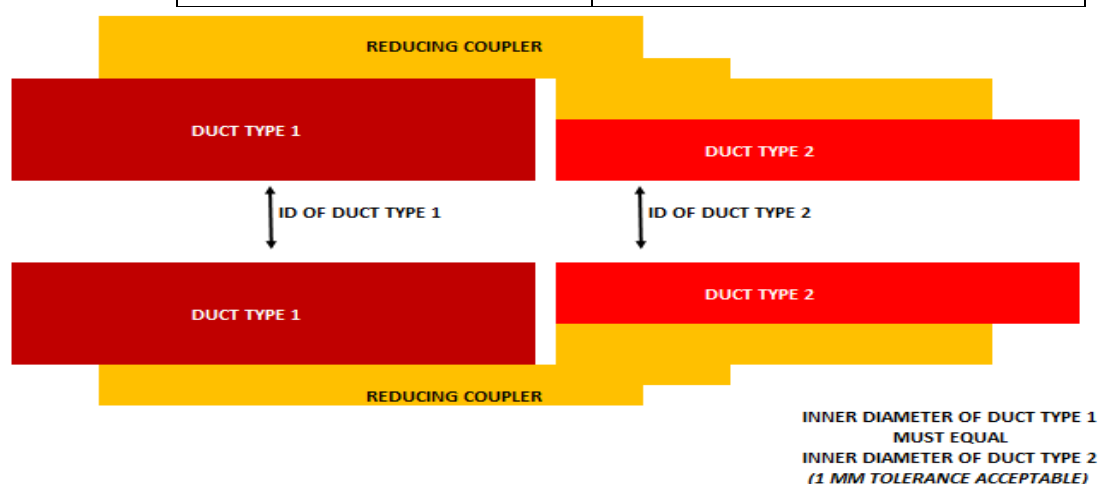 REDUCING COUPLER
DUCT TYPE 1
DUCT TYPE 2
ID OF DUCT TYPE 1
ID OF DUCT TYPE 2
DUCT TYPE 2
DUCT TYPE 1
REDUCING COUPLER
INNER DIAMETER OF DUCT TYPE 1
MUST EQUAL
INNER DIAMETER OF DUCT TYPE 2
(1 MM TOLERANCE ACCEPTABLE)